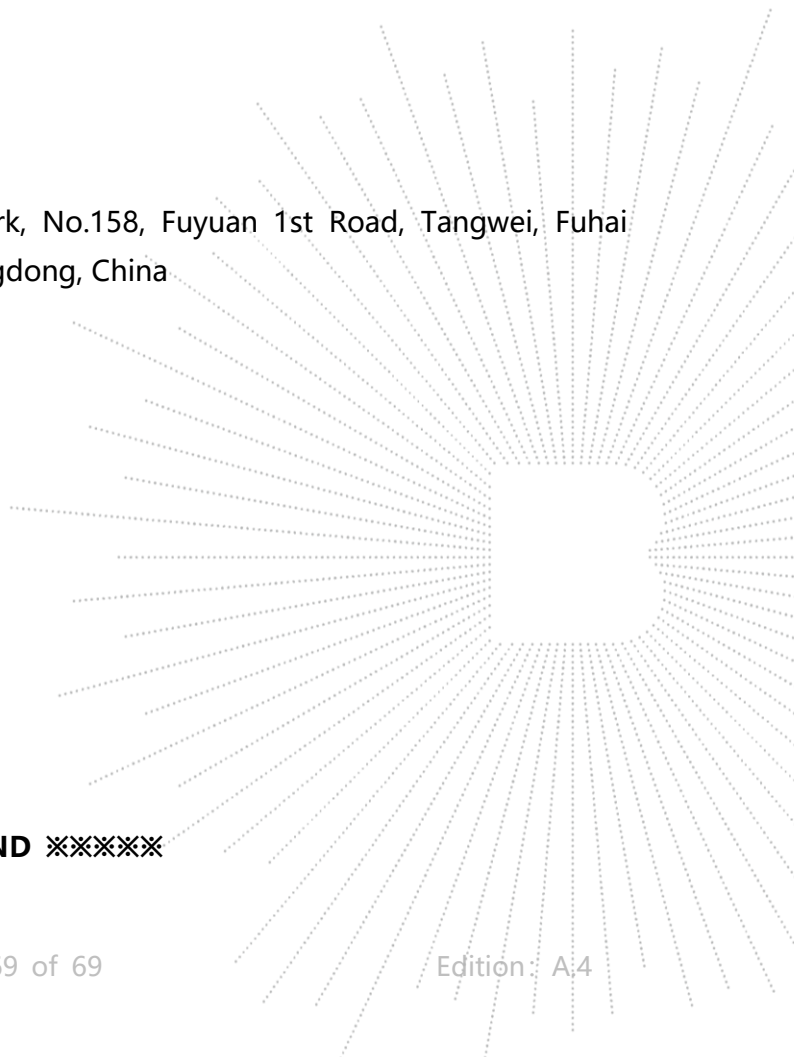 rk, No.158, Fuyuan 1st Road, Tangwei, Fuhai
gdong, China
ND ※※※※※
9 of 69 Edition: A.4